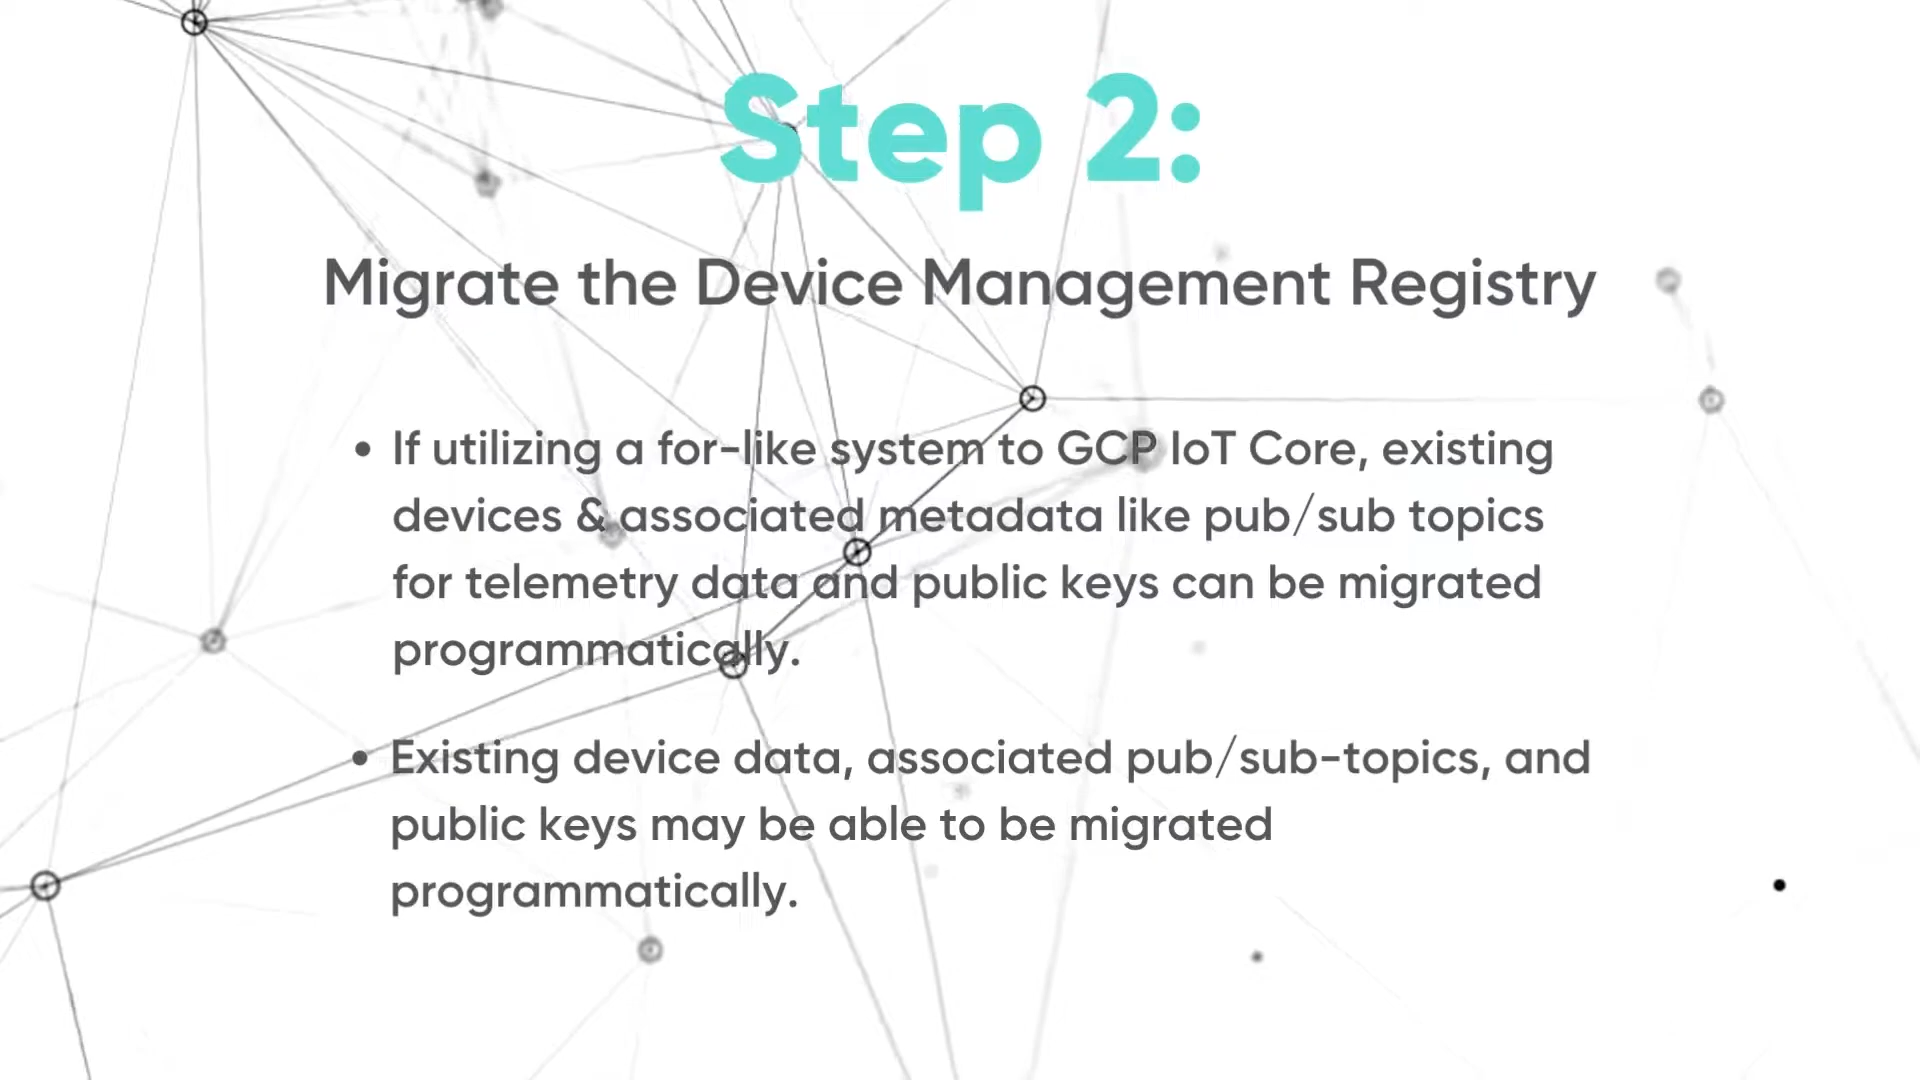 Step 2:
Migrate the Device Management Registry
• If utilizing a for-like system to GCP IoT Core, existing
devices & associated metadata like pub/sub topics
for telemetry data and public keys can be migrated
programmatically.
• Existing device data, associated pub/sub-topics, and
public keys may be able to be migrated
programmatically.